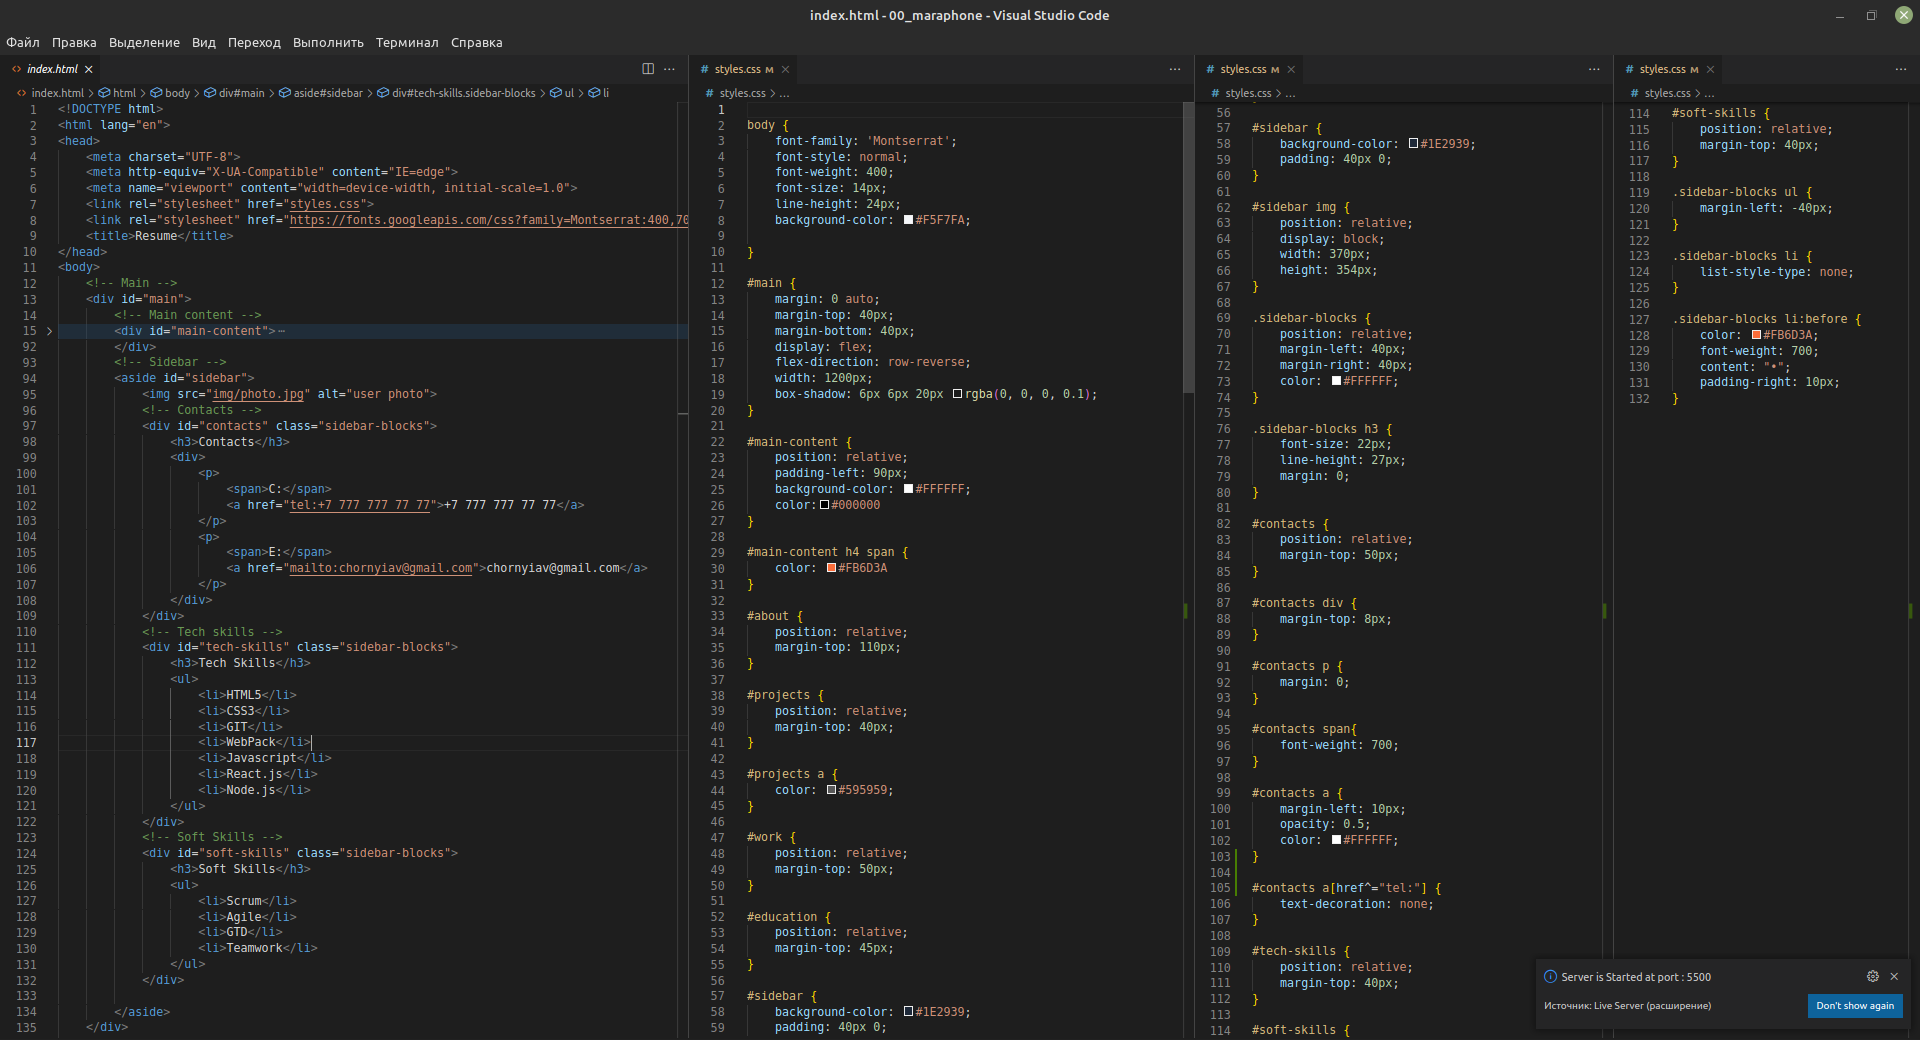 index.html - 00_maraphone - Visual Studio Code
Файл Правка Выделение Вид Переход Выполнить Терминал Справка
index.html
index.html > html > body > div#main > aside#sidebar > div#tech-skills.sidebar-blocks > ul > li
1 <!DOCTYPE html>
2 <html lang="en">
3 <head>
4 <meta charset="UTF-8">
5 <meta http-equiv="X-UA-Compatible" content="IE=edge">
6 <meta name="viewport" content="width=device-width, initial-scale=1.0">
7 <link rel="stylesheet" href="styles.css">
8 <link rel="stylesheet" href="https://fonts.googleapis.com/css?family=Montserrat:400,70
9 <title>Resume</title>
10 </head>
11 <body>
12 <!-- Main -->
13 <div id="main">
14 <!-- Main content -->
15 <div id="main-content">⋯
92 </div>
93 <!-- Sidebar -->
94 <aside id="sidebar">
95 <img src="img/photo.jpg" alt="user photo">
96 <!-- Contacts -->
97 <div id="contacts" class="sidebar-blocks">
98 <h3>Contacts</h3>
99 <div>
100 <p>
101 <span>C:</span>
102 <a href="tel:+7 777 777 77 77">+7 777 777 77 77</a>
103 </p>
104 <p>
105 <span>E:</span>
106 <a href="mailto:chornyiav@gmail.com">chornyiav@gmail.com</a>
107 </p>
108 </div>
109 </div>
110 <!-- Tech skills -->
111 <div id="tech-skills" class="sidebar-blocks">
112 <h3>Tech Skills</h3>
113 <ul>
114 <li>HTML5</li>
115 <li>CSS3</li>
116 <li>GIT</li>
117 <li>WebPack</li>
118 <li>Javascript</li>
119 <li>React.js</li>
120 <li>Node.js</li>
121 </ul>
122 </div>
123 <!-- Soft Skills -->
124 <div id="soft-skills" class="sidebar-blocks">
125 <h3>Soft Skills</h3>
126 <ul>
127 <li>Scrum</li>
128 <li>Agile</li>
129 <li>GTD</li>
130 <li>Teamwork</li>
131 </ul>
132 </div>
133
134 </aside>
135 </div>
# styles.css M
# styles.css > ...
1
2 body {
3 font-family: 'Montserrat';
4 font-style: normal;
5 font-weight: 400;
6 font-size: 14px;
7 line-height: 24px;
8 background-color: #F5F7FA;
9
10 }
11
12 #main {
13 margin: 0 auto;
14 margin-top: 40px;
15 margin-bottom: 40px;
16 display: flex;
17 flex-direction: row-reverse;
18 width: 1200px;
19 box-shadow: 6px 6px 20px rgba(0, 0, 0, 0.1);
20 }
21
22 #main-content {
23 position: relative;
24 padding-left: 90px;
25 background-color: #FFFFFF;
26 color:#000000
27 }
28
29 #main-content h4 span {
30 color: #FB6D3A
31 }
32
33 #about {
34 position: relative;
35 margin-top: 110px;
36 }
37
38 #projects {
39 position: relative;
40 margin-top: 40px;
41 }
42
43 #projects a {
44 color: #595959;
45 }
46
47 #work {
48 position: relative;
49 margin-top: 50px;
50 }
51
52 #education {
53 position: relative;
54 margin-top: 45px;
55 }
56
57 #sidebar {
58 background-color: #1E2939;
59 padding: 40px 0;
# styles.css M
# styles.css > ...
56
57 #sidebar {
58 background-color: #1E2939;
59 padding: 40px 0;
60 }
61
62 #sidebar img {
63 position: relative;
64 display: block;
65 width: 370px;
66 height: 354px;
67 }
68
69 .sidebar-blocks {
70 position: relative;
71 margin-left: 40px;
72 margin-right: 40px;
73 color: #FFFFFF;
74 }
75
76 .sidebar-blocks h3 {
77 font-size: 22px;
78 line-height: 27px;
79 margin: 0;
80 }
81
82 #contacts {
83 position: relative;
84 margin-top: 50px;
85 }
86
87 #contacts div {
88 margin-top: 8px;
89 }
90
91 #contacts p {
92 margin: 0;
93 }
94
95 #contacts span{
96 font-weight: 700;
97 }
98
99 #contacts a {
100 margin-left: 10px;
101 opacity: 0.5;
102 color: #FFFFFF;
103 }
104
105 #contacts a[href^="tel:"] {
106 text-decoration: none;
107 }
108
109 #tech-skills {
110 position: relative;
111 margin-top: 40px;
112 }
113
114 #soft-skills {
# styles.css M
# styles.css > ...
114 #soft-skills {
115 position: relative;
116 margin-top: 40px;
117 }
118
119 .sidebar-blocks ul {
120 margin-left: -40px;
121 }
122
123 .sidebar-blocks li {
124 list-style-type: none;
125 }
126
127 .sidebar-blocks li:before {
128 color: #FB6D3A;
129 font-weight: 700;
130 content: "•";
131 padding-right: 10px;
132 }
Server is Started at port : 5500
Источник: Live Server (расширение)
Don't show again